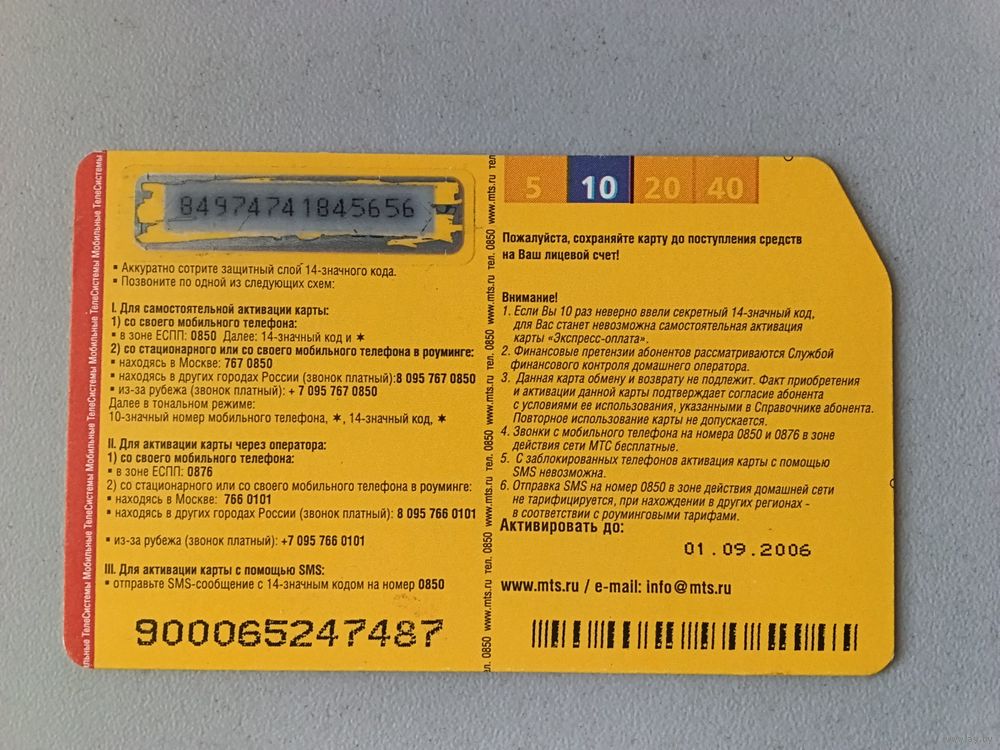 84974741845656
▪ Аккуратно сотрите защитный слой 14-значного кода.
▪ Позвоните по одной из следующих схем:
I. Для самостоятельной активации карты:
1) со своего мобильного телефона:
▪ в зоне ЕСПП: 0850 Далее: 14-значный код и ✶
2) со стационарного или со своего мобильного телефона в роуминге:
▪ находясь в Москве: 767 0850
▪ находясь в других городах России (звонок платный):8 095 767 0850
▪ из-за рубежа (звонок платный): + 7 095 767 0850
Далее в тональном режиме:
10-значный номер мобильного телефона, ✶, 14-значный код, ✶
II. Для активации карты через оператора:
1) со своего мобильного телефона:
▪ в зоне ЕСПП: 0876
2) со стационарного или со своего мобильного телефона в роуминге:
▪ находясь в Москве: 766 0101
▪ находясь в других городах России (звонок платный): 8 095 766 0101
▪ из-за рубежа (звонок платный): +7 095 766 0101
III. Для активации карты с помощью SMS:
▪ отправьте SMS-сообщение с 14-значным кодом на номер 0850
900065247487
Мобильные ТелеСистемы Мобильные ТелеСистемы Мобильные ТелеСистемы Мобильные ТелеСистемы
тел. 0850 www.mts.ru тел. 0850 www.mts.ru тел. 0850 www.mts.ru тел. 0850 www.mts.ru
5 10 20 40
Пожалуйста, сохраняйте карту до поступления средств
на Ваш лицевой счет!
Внимание!
1. Если Вы 10 раз неверно ввели секретный 14-значный код,
для Вас станет невозможна самостоятельная активация
карты «Экспресс-оплата».
2. Финансовые претензии абонентов рассматриваются Службой
финансового контроля домашнего оператора.
3. Данная карта обмену и возврату не подлежит. Факт приобретения
и активации данной карты подтверждает согласие абонента
с условиями ее использования, указанными в Справочнике абонента.
Повторное использование карты не допускается.
4. Звонки с мобильного телефона на номера 0850 и 0876 в зоне
действия сети МТС бесплатные.
5. С заблокированных телефонов активация карты с помощью
SMS невозможна.
6. Отправка SMS на номер 0850 в зоне действия домашней сети
не тарифицируется, при нахождении в других регионах -
в соответствии с роуминговыми тарифами.
Активировать до:
01.09.2006
www.mts.ru / e-mail: info@mts.ru